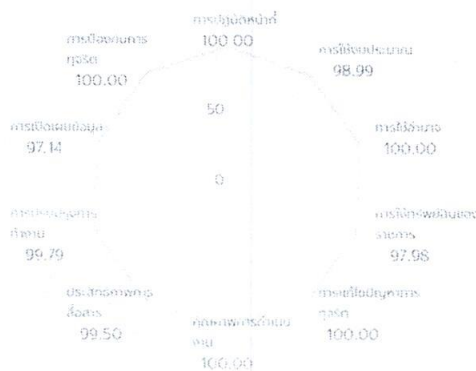 การปฏิบัติหน้าที่
100.00
การใช้งบประมาณ
98.99
การใช้อำนาจ
100.00
การใช้ทรัพย์สินของ
ราชการ
97.98
การแก้ไขปัญหาการ
ทุจริต
100.00
คุณภาพการดำเนิน
งาน
100.00
ประสิทธิภาพการ
สื่อสาร
99.50
การปรับปรุงการ
ทำงาน
99.79
การเปิดเผยข้อมูล
97.14
การป้องกันการ
ทุจริต
100.00
50
0